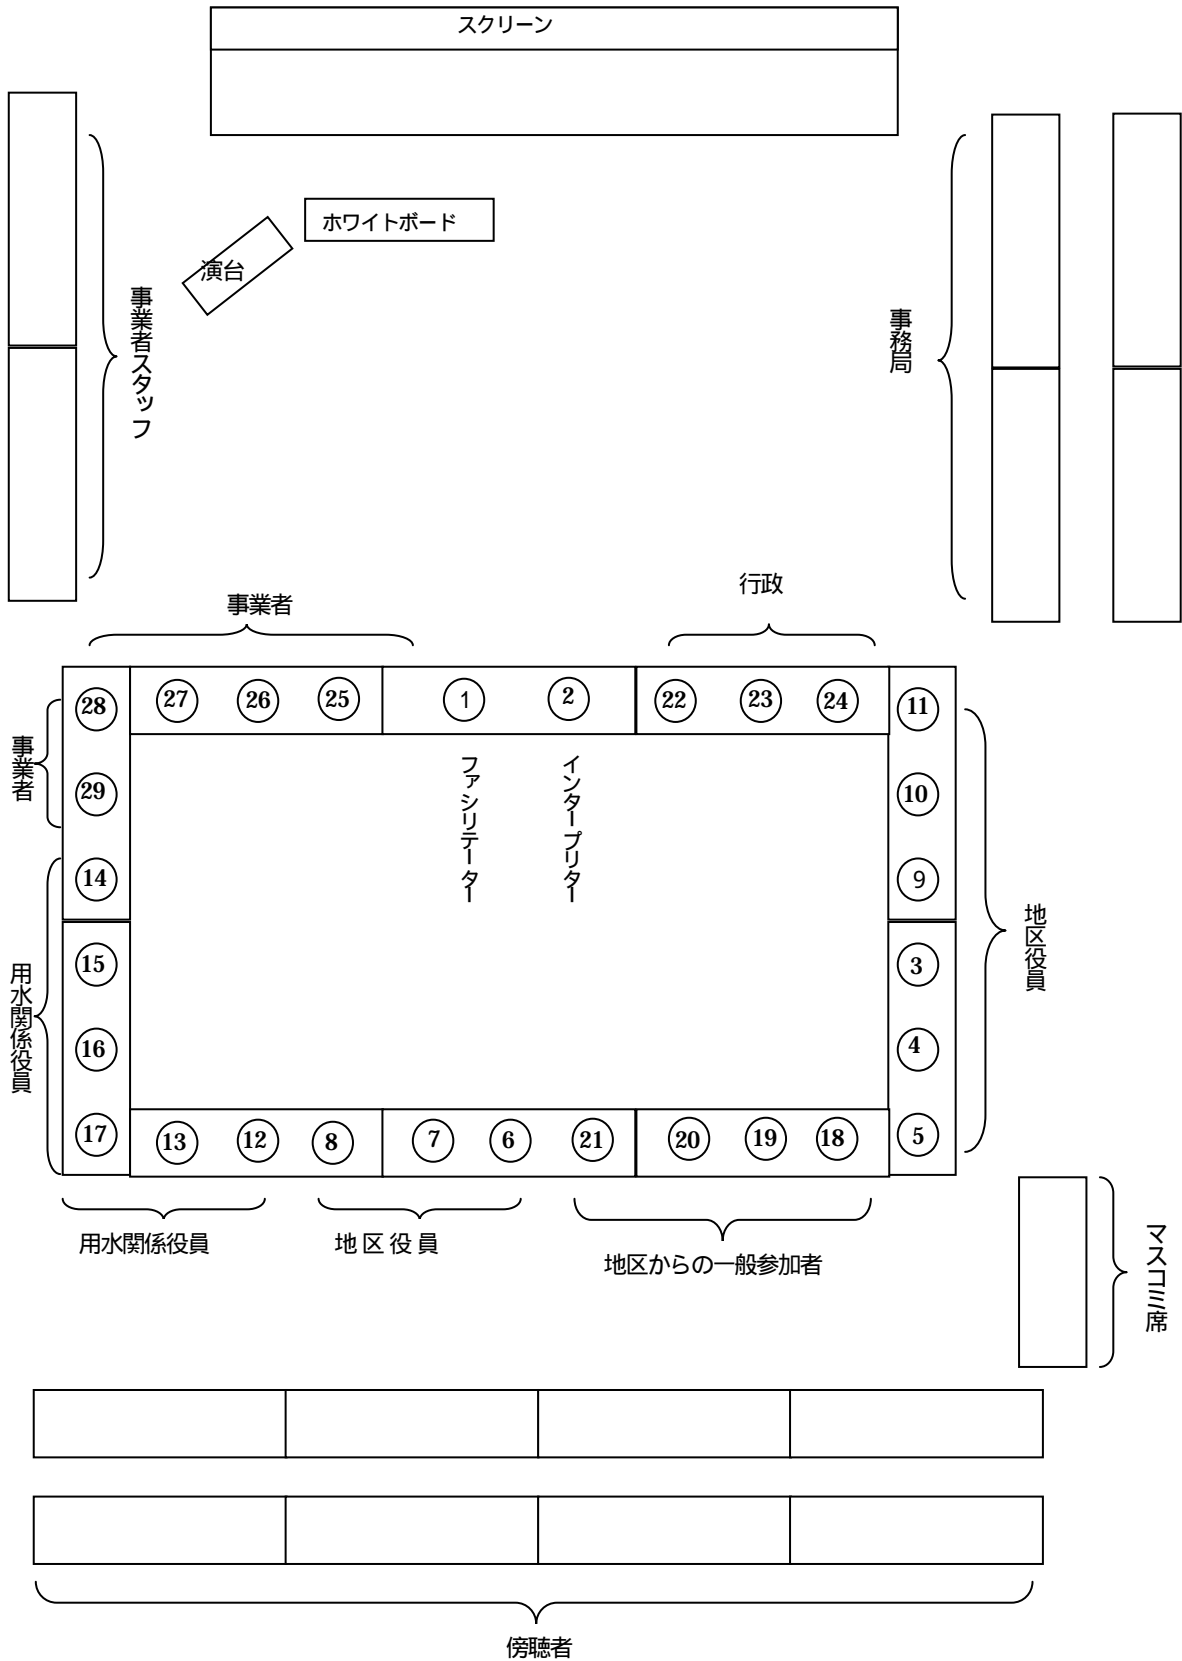 スクリーン
ホワイトボード
演台
事業者スタッフ
事務局
行政
事業者
28 27 26 25 1 2 22 23 24 11
事業者
29 10
ファシリテーター
インタープリター
14 9
地区役員
用水関係役員
15 3
16 4
17 13 12 8 7 6 21 20 19 18 5
用水関係役員
地区役員
地区からの一般参加者
マスコミ席
傍聴者